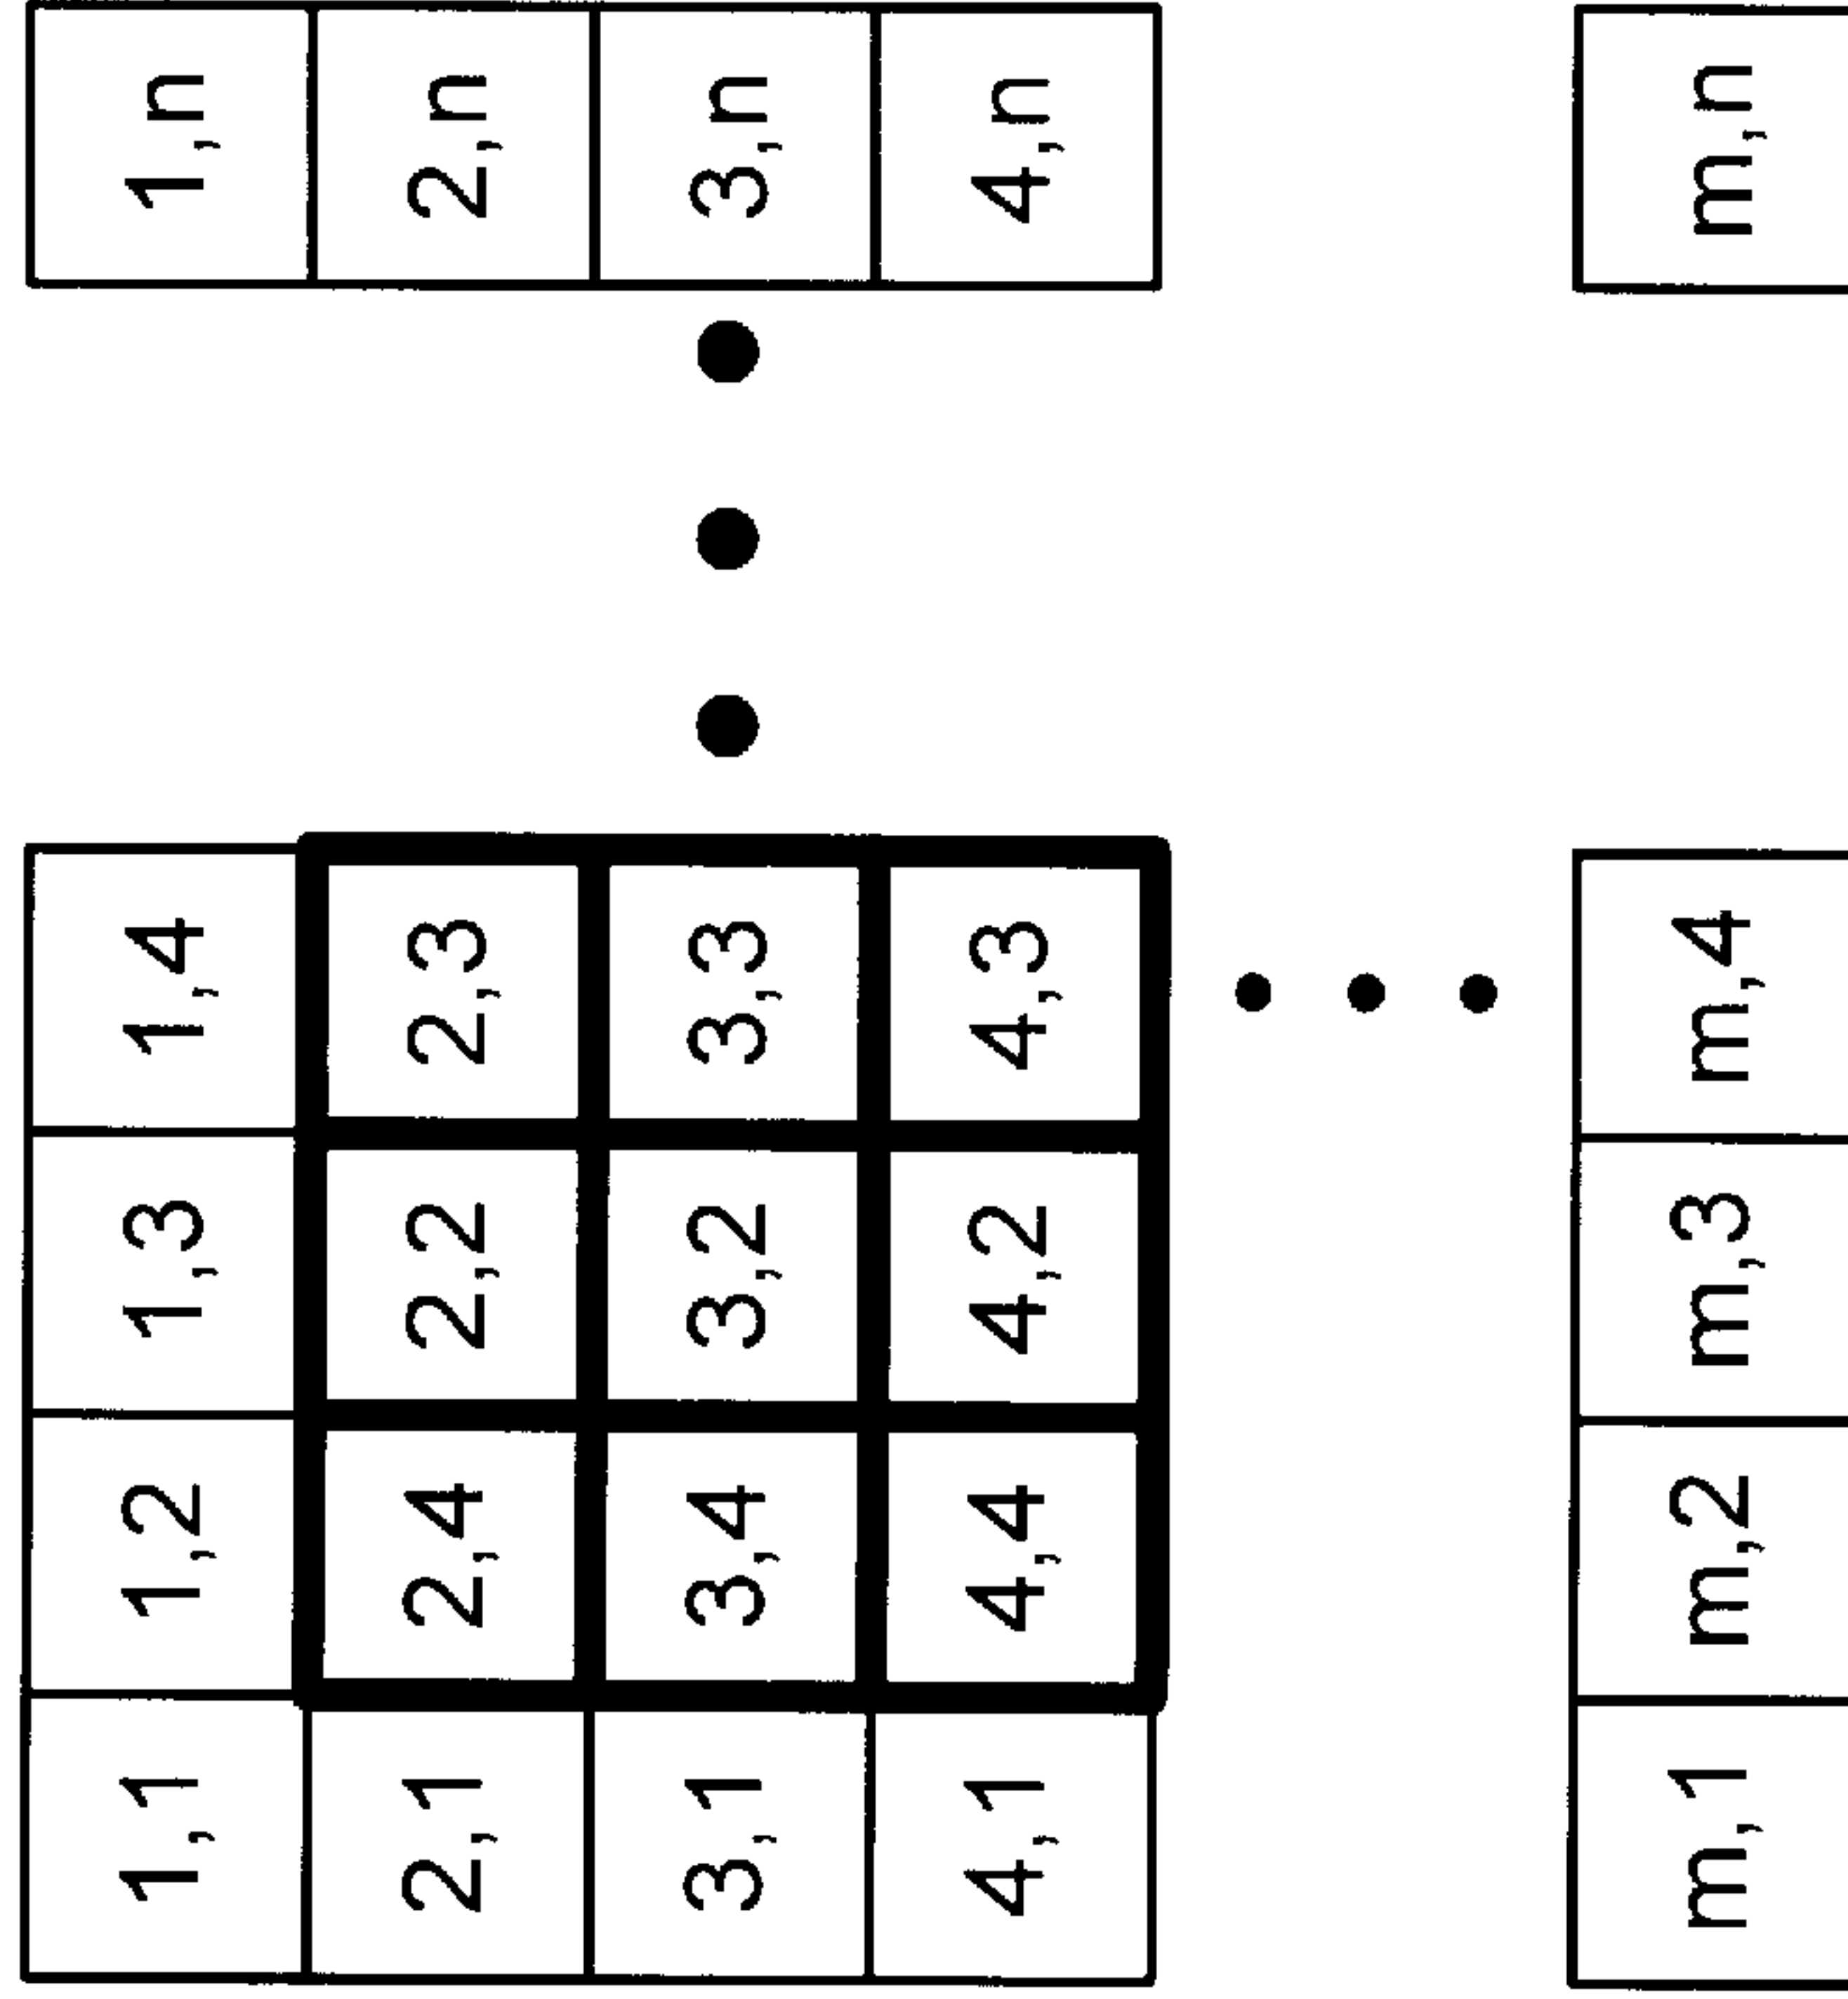 1,1 1,2 1,3 1,4 1,n
2,1 2,4 2,2 2,3 2,n
3,1 3,4 3,2 3,3 3,n
4,1 4,4 4,2 4,3 4,n
m,1 m,2 m,3 m,4 m,n